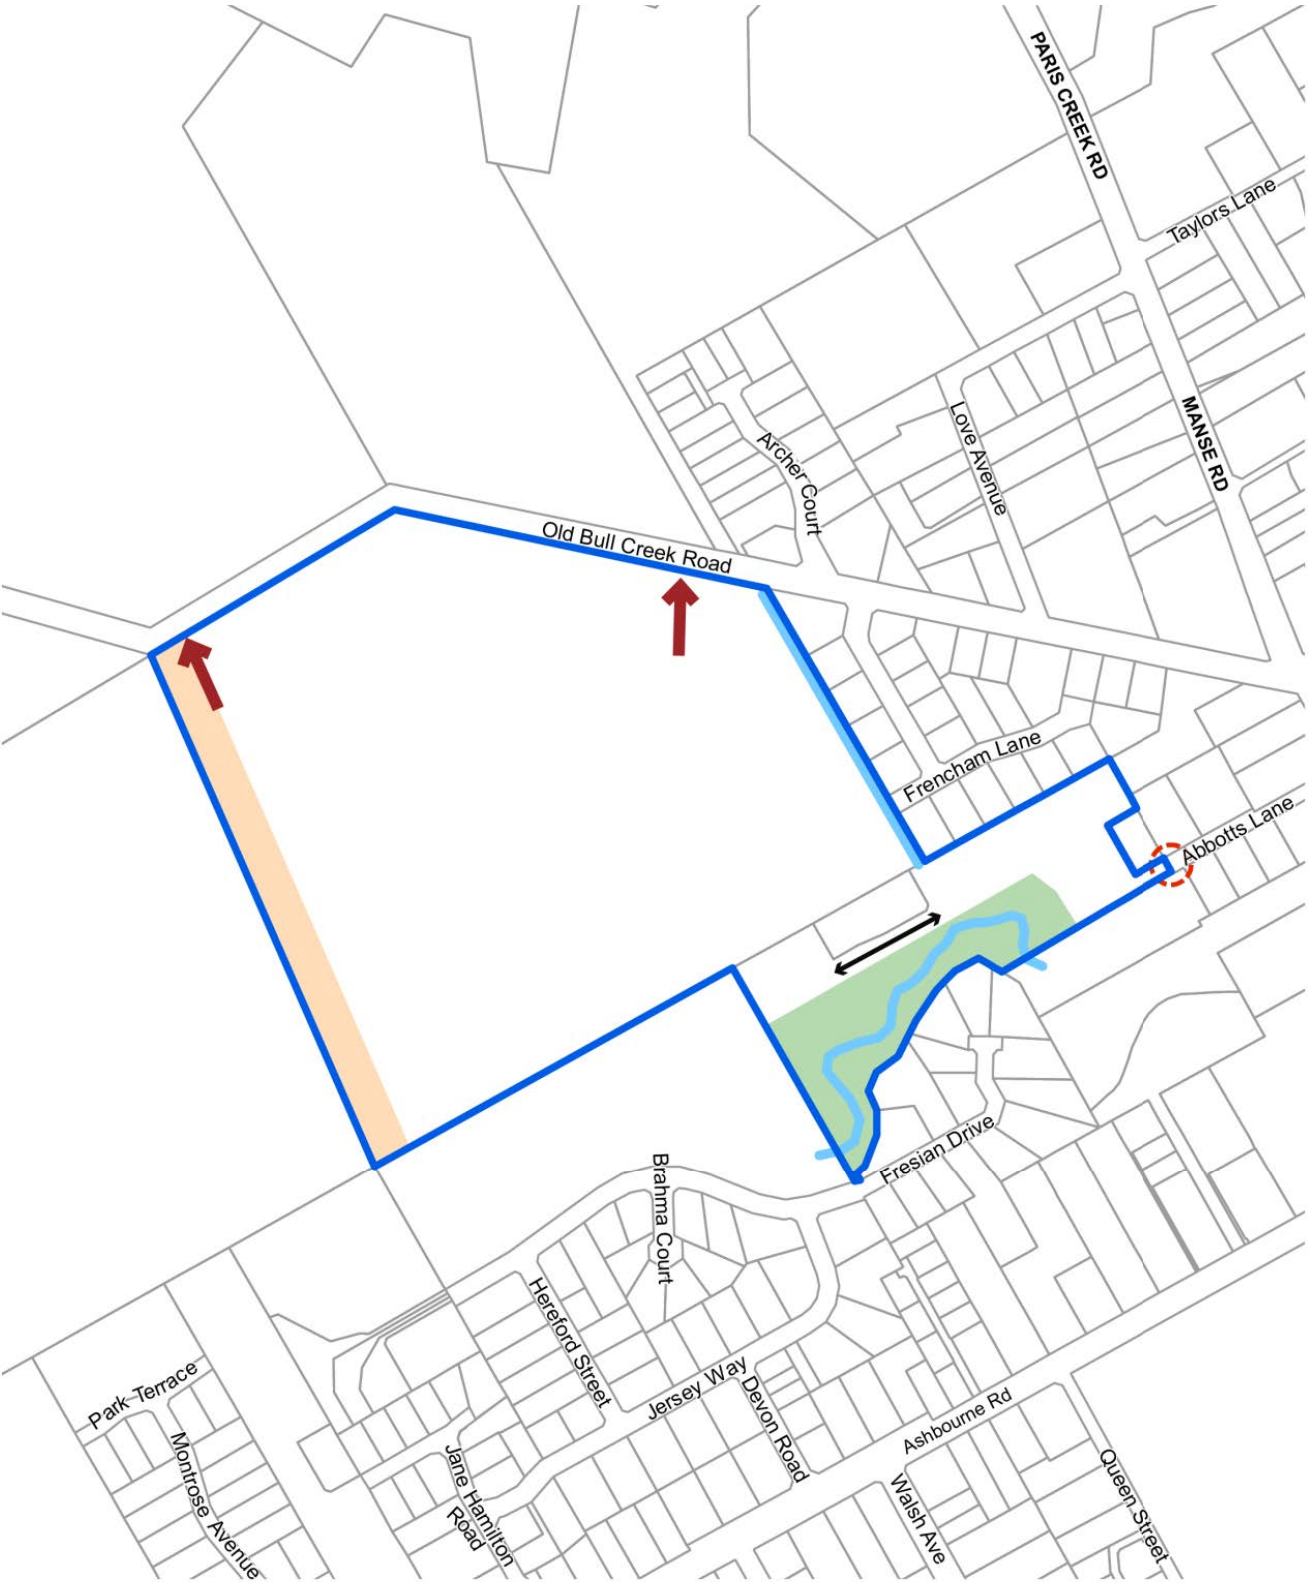 PARIS CREEK RD
Taylors Lane
MANSE RD
Love Avenue
Archer Court
Old Bull Creek Road
Frencham Lane
Abbotts Lane
Fresian Drive
Brahma Court
Hereford Street
Jersey Way
Devon Road
Park Terrace
Montrose Avenue
Jane Hamilton
Road
Ashbourne Rd
Walsh Ave
Queen Street